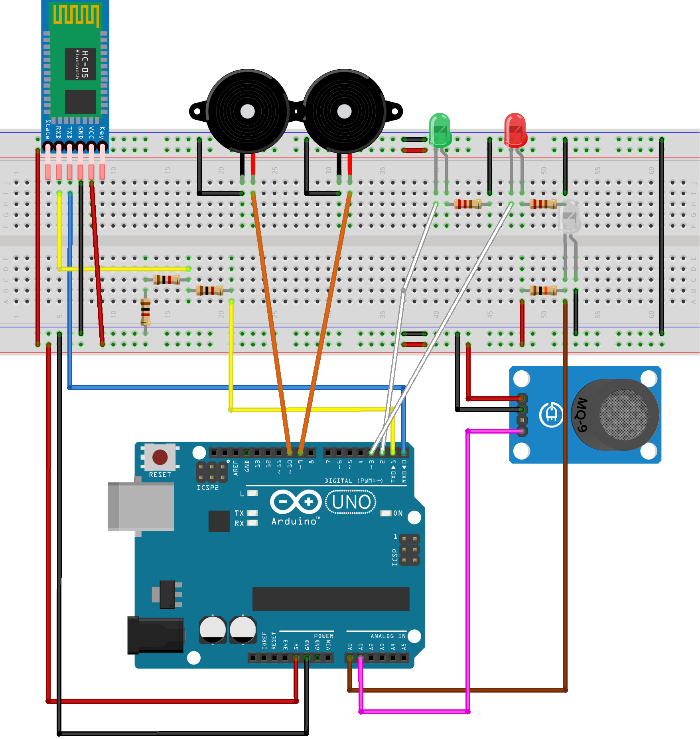 HC-05
State
RXD
TXD
GND
VCC
Key
MQ-9
RESET
ICSP2
AREF
GND
13
12
~11
~10
~9
8
7
~6
~5
4
~3
2
TX▶1
RX◀0
DIGITAL (PWM~)
L
TX
RX
UNO
Arduino™
ON
ICSP
1
IOREF
RESET
3V3
5V
GND
GND
VIN
POWER
ANALOG IN
A0
A1
A2
A3
A4
A5